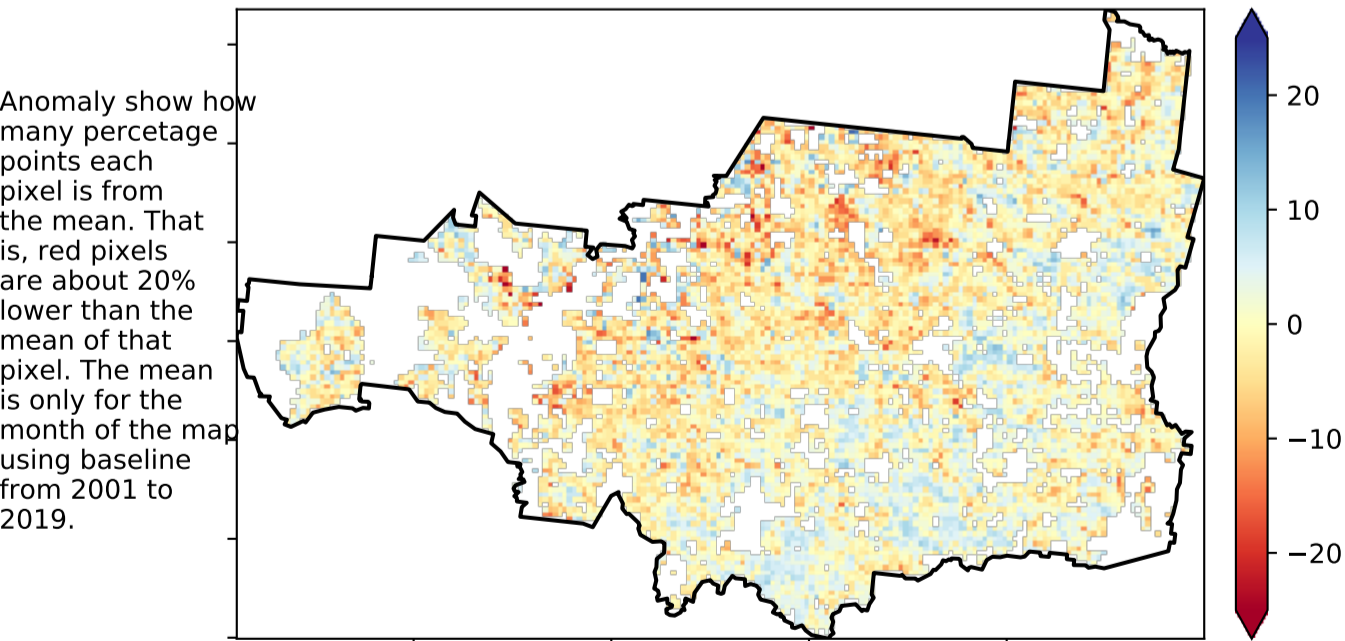 Anomaly show how
many percetage
points each
pixel is from
the mean. That
is, red pixels
are about 20%
lower than the
mean of that
pixel. The mean
is only for the
month of the map
using baseline
from 2001 to
2019.
20
10
0
−10
−20